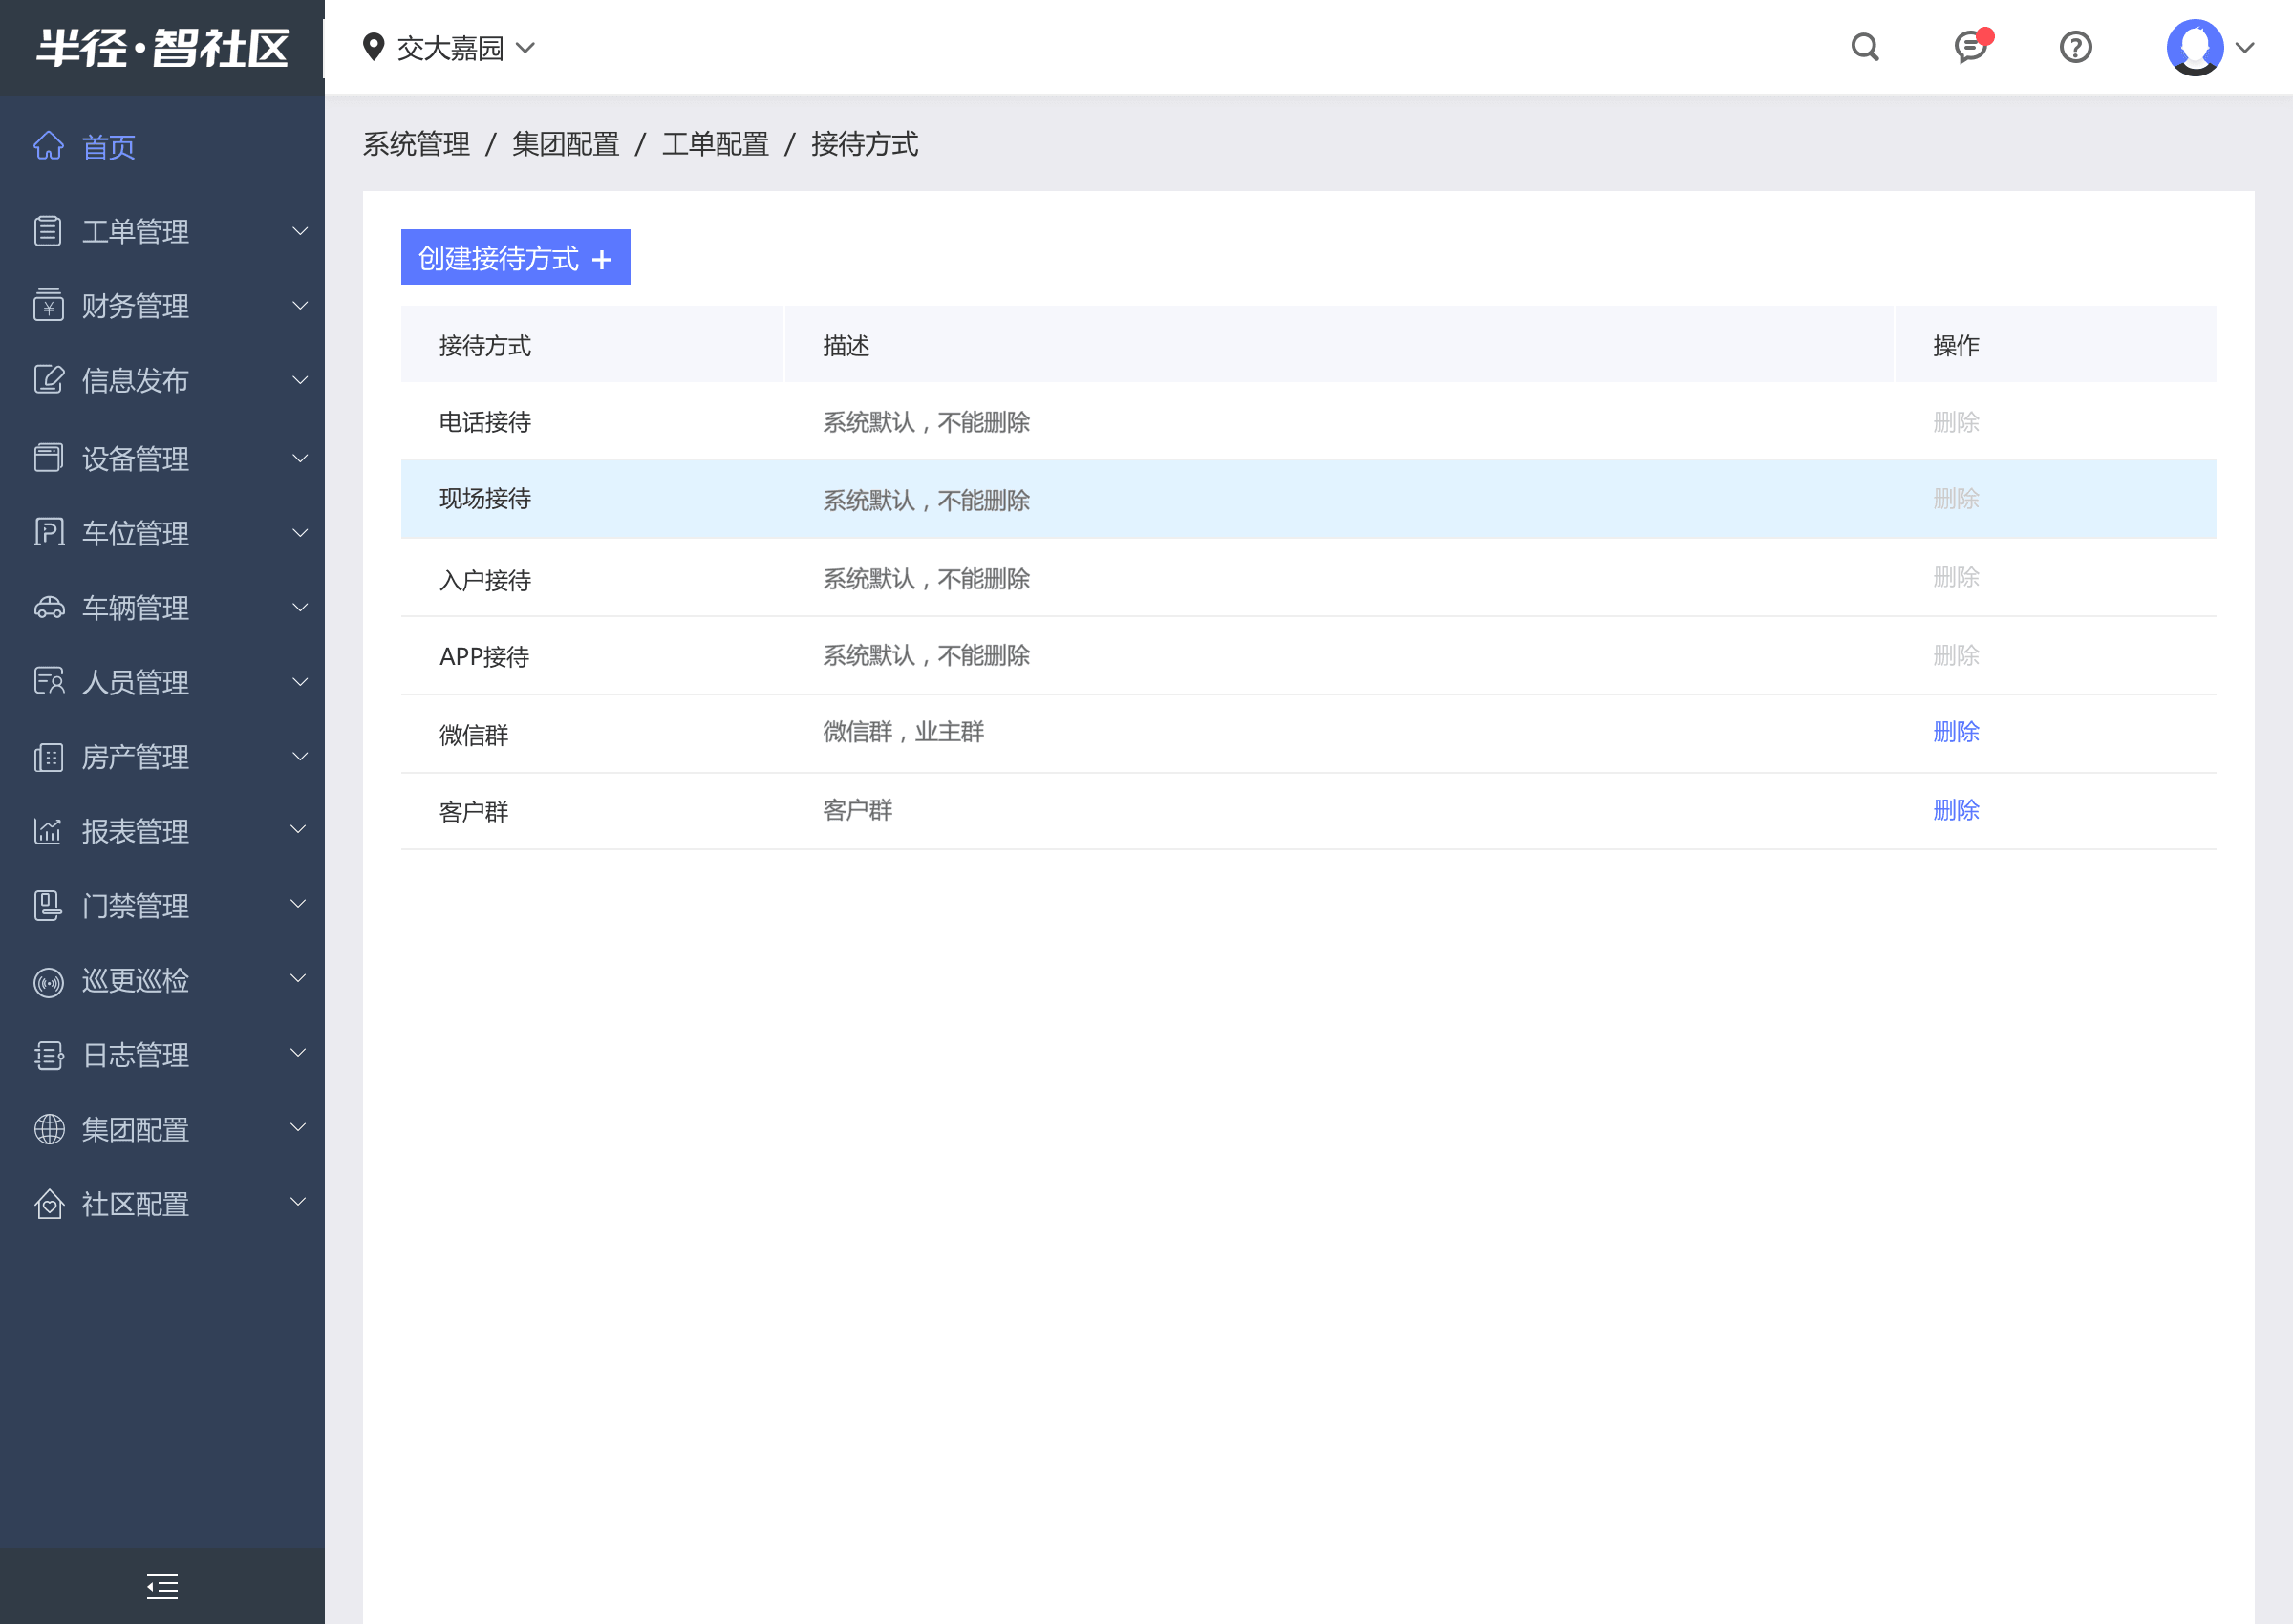 半径·智社区
交大嘉园
首页
工单管理
财务管理
信息发布
设备管理
车位管理
车辆管理
人员管理
房产管理
报表管理
门禁管理
巡更巡检
日志管理
集团配置
社区配置
系统管理 / 集团配置 / 工单配置 / 接待方式
创建接待方式 +
接待方式 描述 操作
电话接待 系统默认，不能删除 删除
现场接待 系统默认，不能删除 删除
入户接待 系统默认，不能删除 删除
APP接待 系统默认，不能删除 删除
微信群 微信群，业主群 删除
客户群 客户群 删除